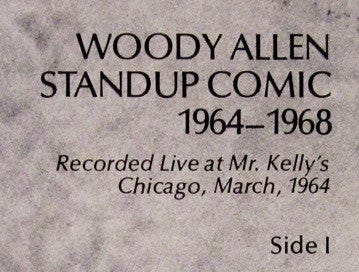 WOODY ALLEN
STANDUP COMIC
1964–1968
Recorded Live at Mr. Kelly's
Chicago, March, 1964
Side I